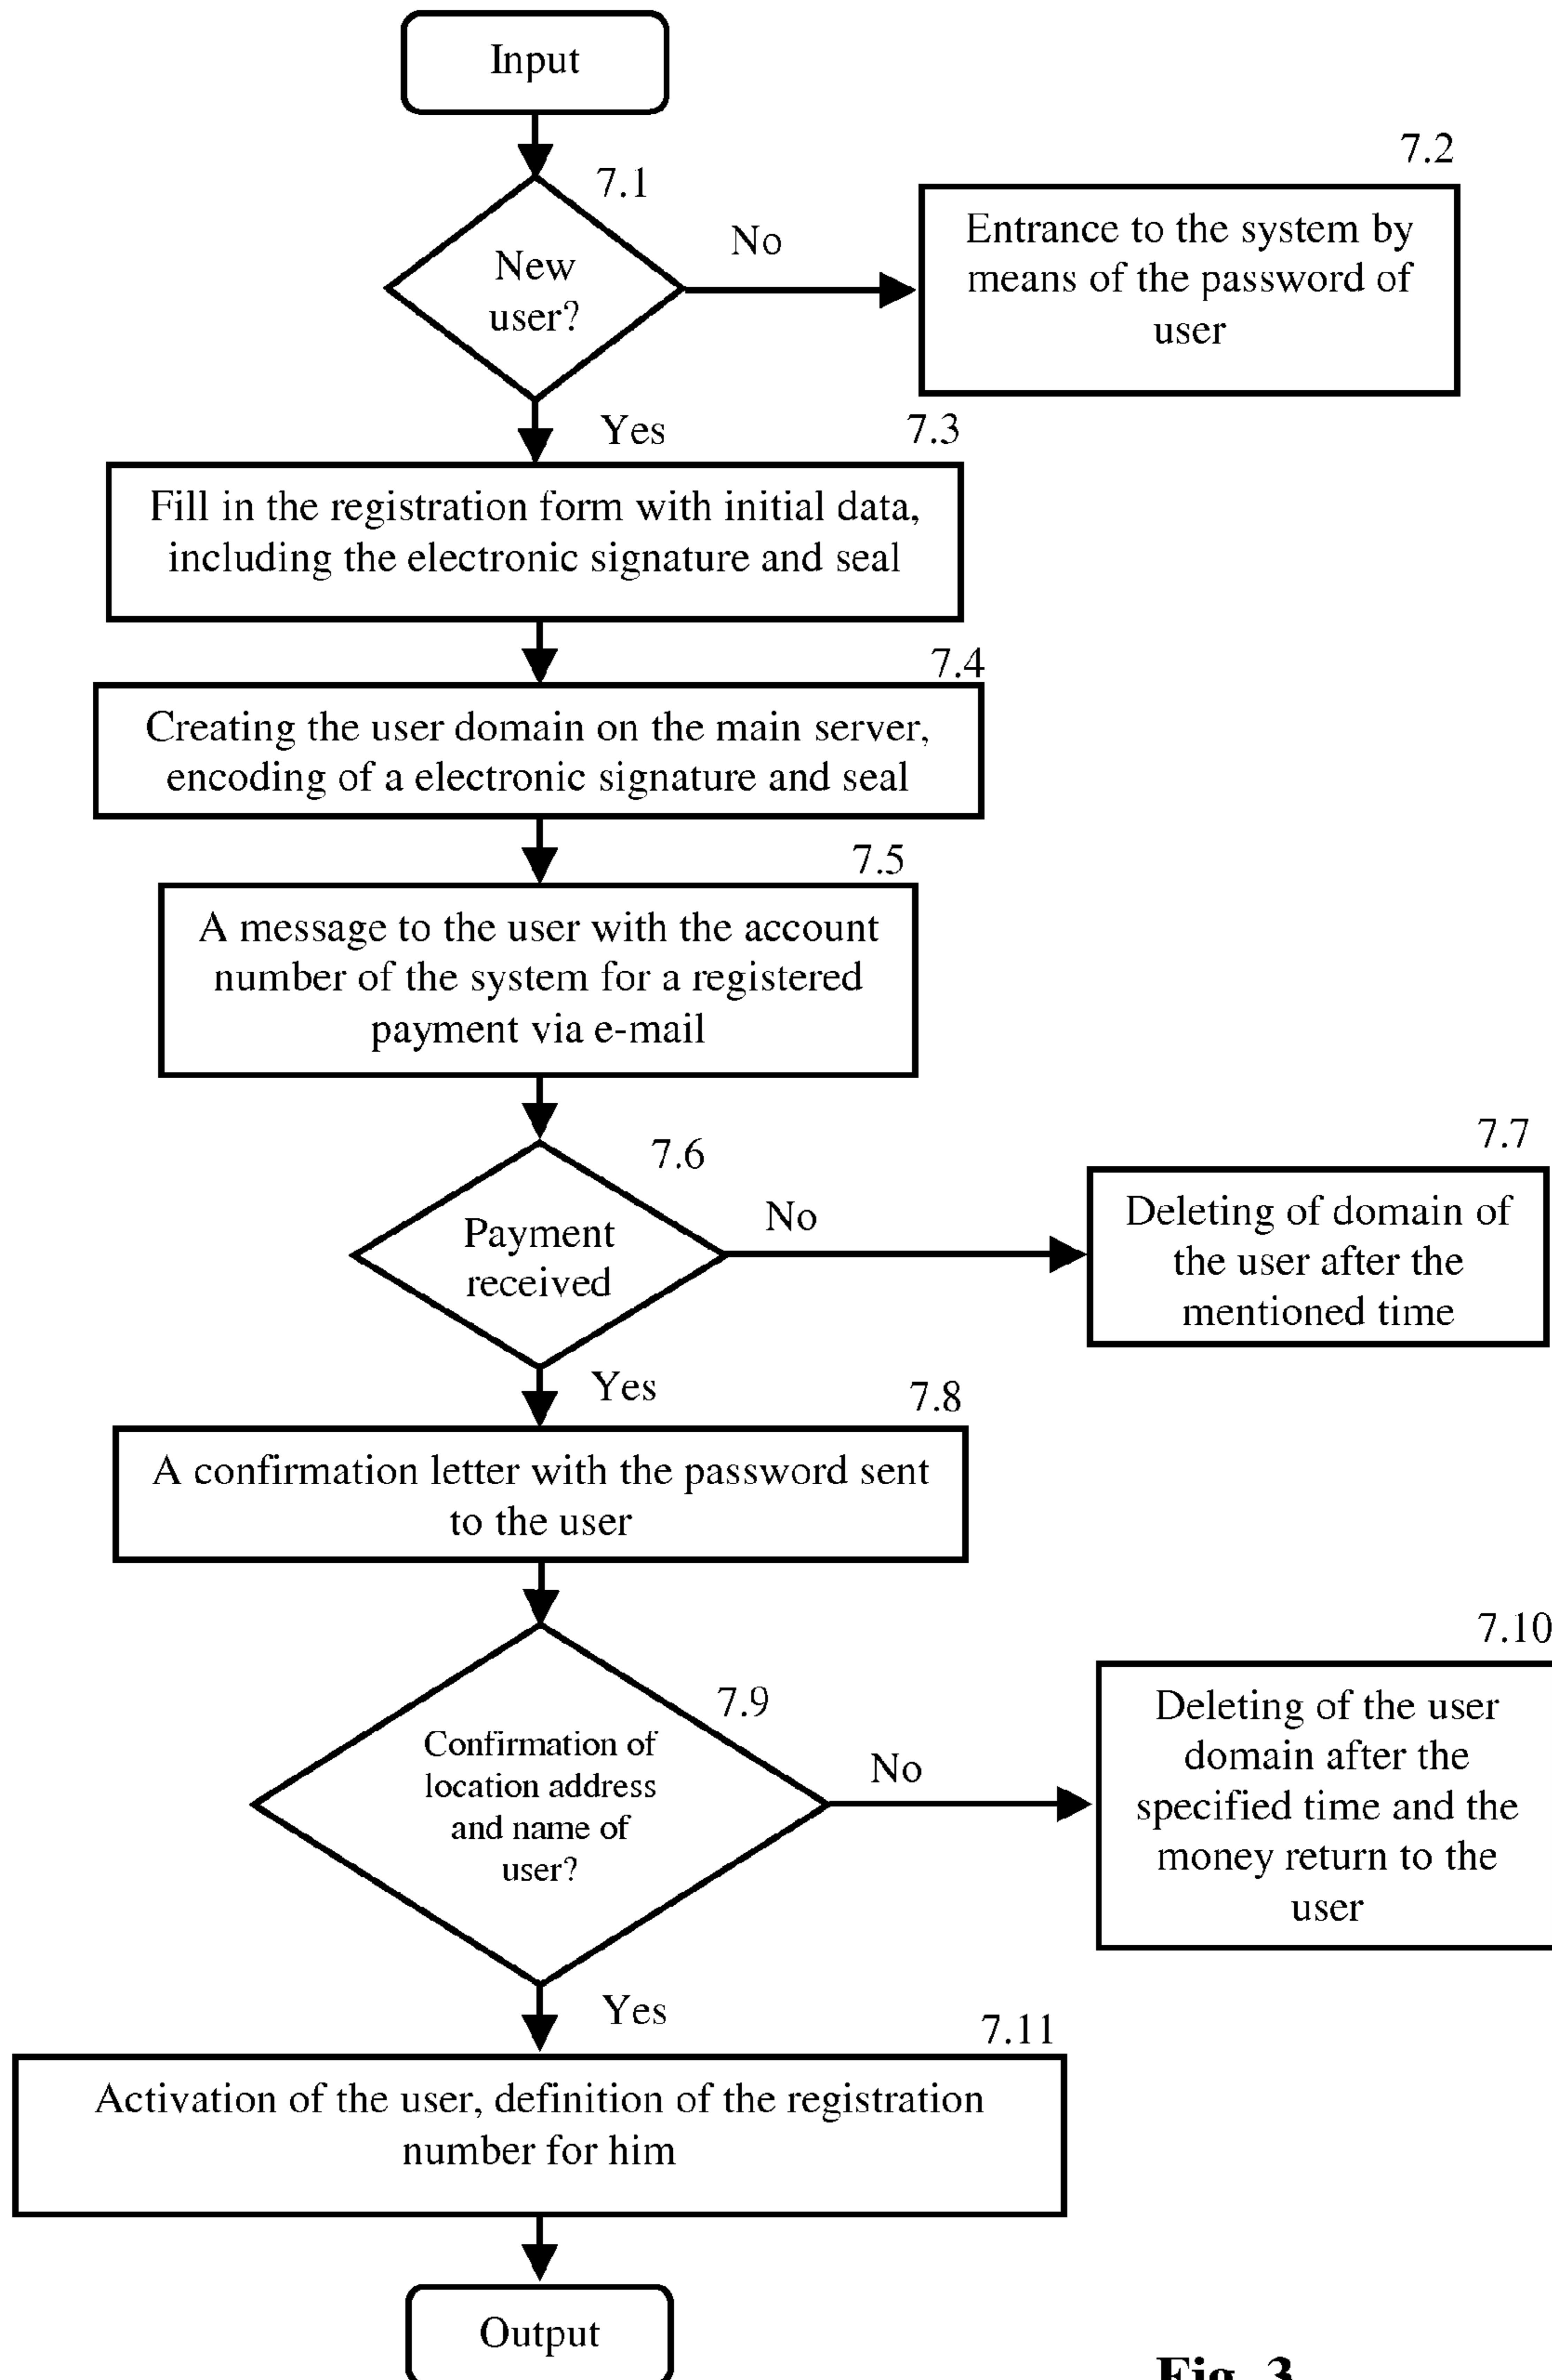 Input
7.1
7.2
New
user?
No
Entrance to the system by
means of the password of
user
Yes
7.3
Fill in the registration form with initial data,
including the electronic signature and seal
7.4
Creating the user domain on the main server,
encoding of a electronic signature and seal
7.5
A message to the user with the account
number of the system for a registered
payment via e-mail
7.6
7.7
Payment
received
No
Deleting of domain of
the user after the
mentioned time
Yes
7.8
A confirmation letter with the password sent
to the user
7.9
7.10
Confirmation of
location address
and name of
user?
No
Deleting of the user
domain after the
specified time and the
money return to the
user
Yes
7.11
Activation of the user, definition of the registration
number for him
Output
Fig. 3